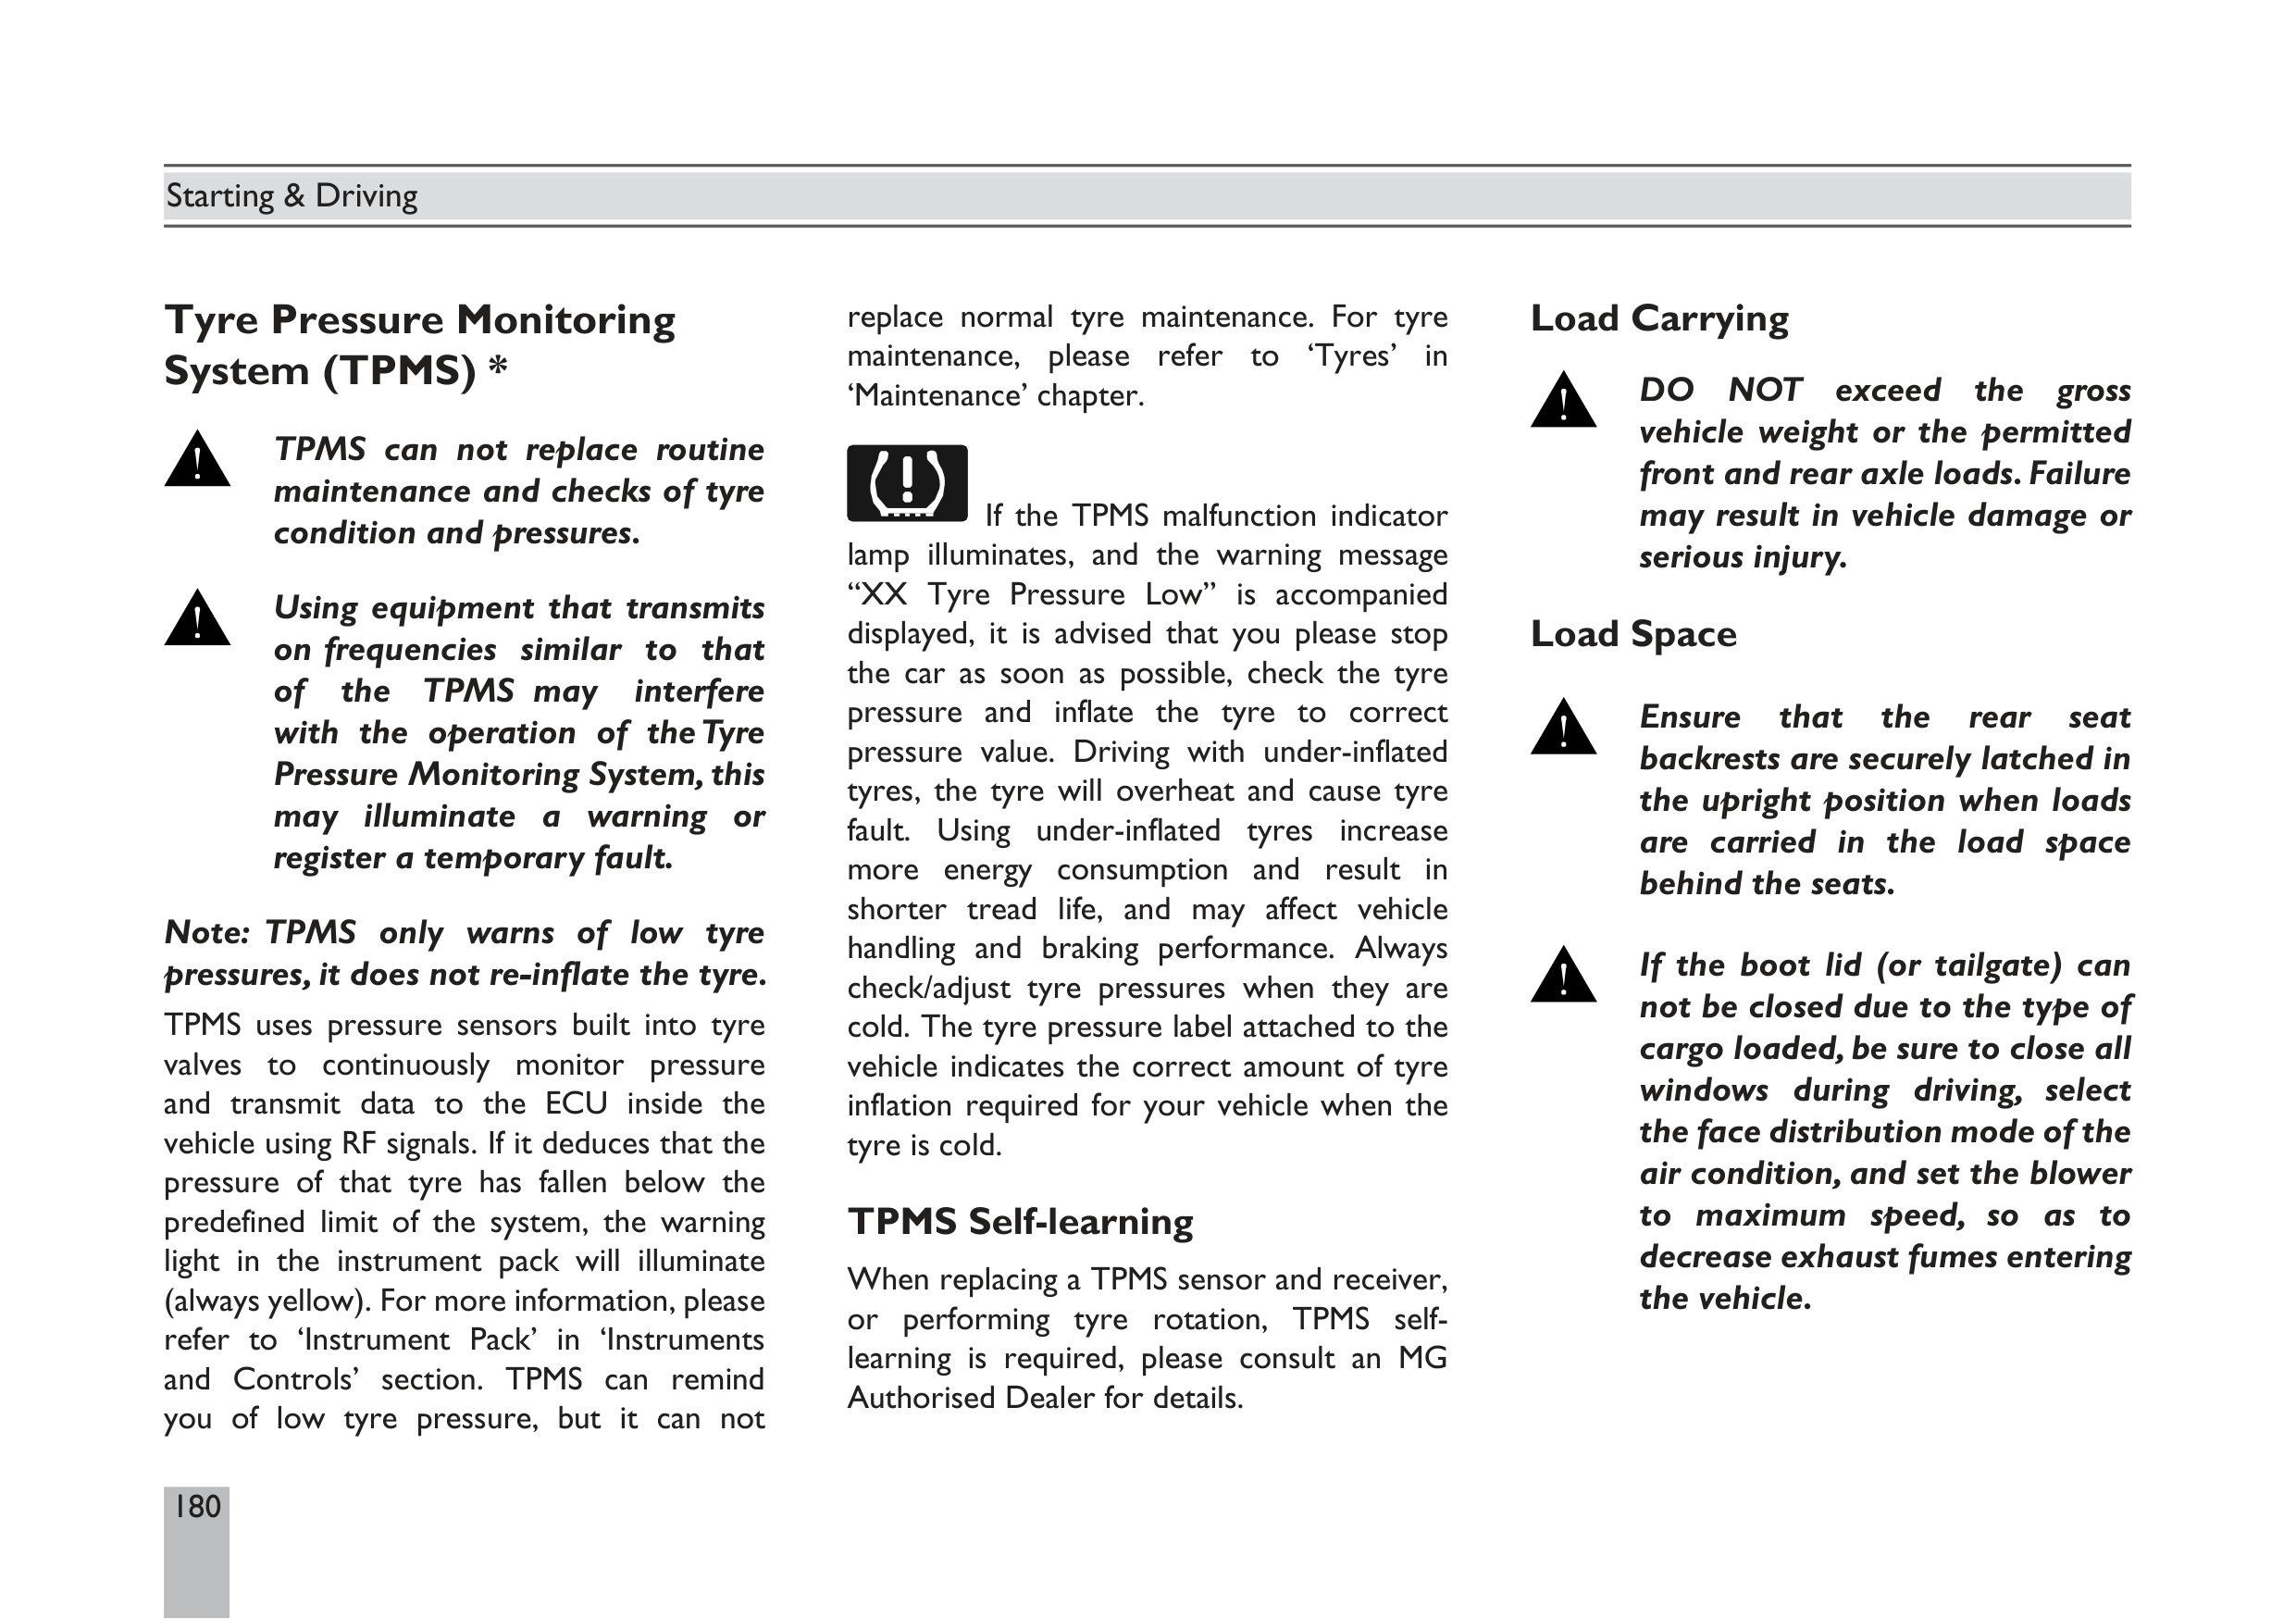 Starting & Driving
Tyre Pressure Monitoring
System (TPMS) *
TPMS can not replace routine
maintenance and checks of tyre
condition and pressures.
Using equipment that transmits
on frequencies similar to that
of the TPMS may interfere
with the operation of the Tyre
Pressure Monitoring System, this
may illuminate a warning or
register a temporary fault.
Note: TPMS only warns of low tyre
pressures, it does not re-inflate the tyre.
TPMS uses pressure sensors built into tyre
valves to continuously monitor pressure
and transmit data to the ECU inside the
vehicle using RF signals. If it deduces that the
pressure of that tyre has fallen below the
predefined limit of the system, the warning
light in the instrument pack will illuminate
(always yellow). For more information, please
refer to ‘Instrument Pack’ in ‘Instruments
and Controls’ section. TPMS can remind
you of low tyre pressure, but it can not
replace normal tyre maintenance. For tyre
maintenance, please refer to ‘Tyres’ in
‘Maintenance’ chapter.
If the TPMS malfunction indicator
lamp illuminates, and the warning message
“XX Tyre Pressure Low” is accompanied
displayed, it is advised that you please stop
the car as soon as possible, check the tyre
pressure and inflate the tyre to correct
pressure value. Driving with under-inflated
tyres, the tyre will overheat and cause tyre
fault. Using under-inflated tyres increase
more energy consumption and result in
shorter tread life, and may affect vehicle
handling and braking performance. Always
check/adjust tyre pressures when they are
cold. The tyre pressure label attached to the
vehicle indicates the correct amount of tyre
inflation required for your vehicle when the
tyre is cold.
TPMS Self-learning
When replacing a TPMS sensor and receiver,
or performing tyre rotation, TPMS self-
learning is required, please consult an MG
Authorised Dealer for details.
Load Carrying
DO NOT exceed the gross
vehicle weight or the permitted
front and rear axle loads. Failure
may result in vehicle damage or
serious injury.
Load Space
Ensure that the rear seat
backrests are securely latched in
the upright position when loads
are carried in the load space
behind the seats.
If the boot lid (or tailgate) can
not be closed due to the type of
cargo loaded, be sure to close all
windows during driving, select
the face distribution mode of the
air condition, and set the blower
to maximum speed, so as to
decrease exhaust fumes entering
the vehicle.
180